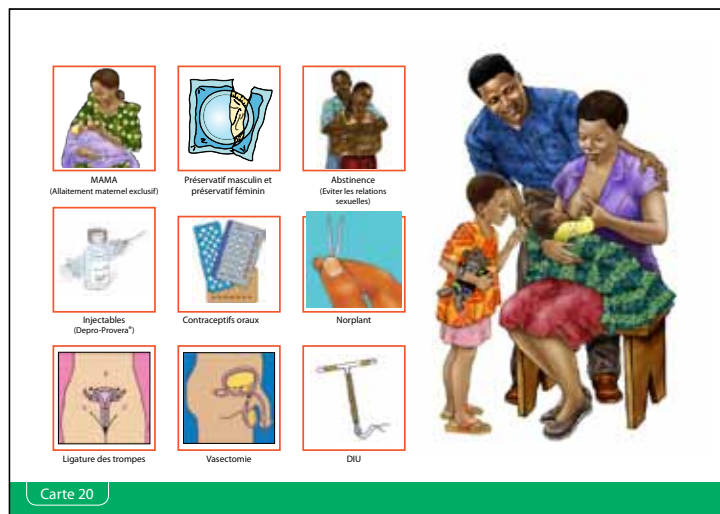 MAMA
(Allaitement maternel exclusif)
Préservatif masculin et
préservatif féminin
Abstinence
(Eviter les relations
sexuelles)
Injectables
(Depro-Provera®)
Contraceptifs oraux
Norplant
Ligature des trompes
Vasectomie
DIU
Carte 20